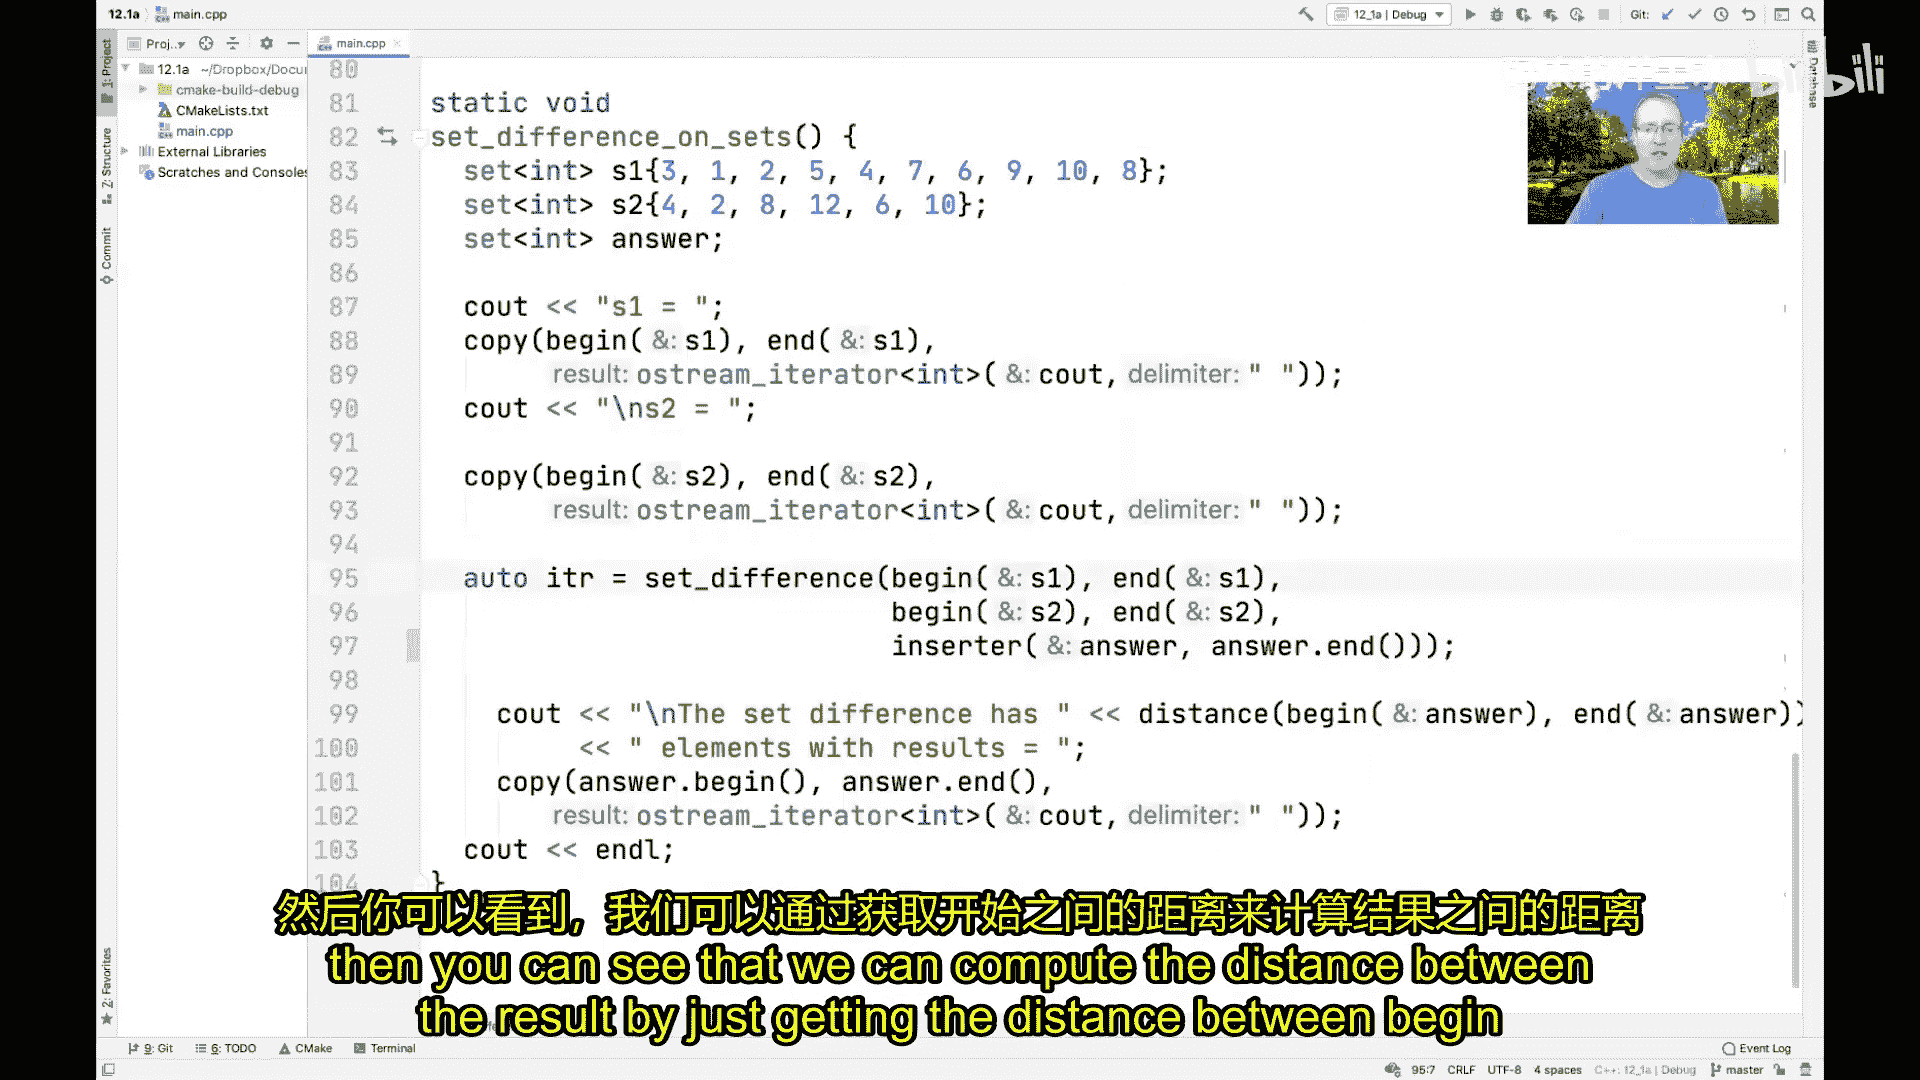 12.1a
main.cpp
12_1a | Debug
Git:
Proj..
main.cpp
1: Project
12.1a ~/Dropbox/Docu
cmake-build-debug
CMakeLists.txt
main.cpp
External Libraries
Scratches and Consoles
Z: Structure
Commit
2: Favorites
Database
bilibili
80
81 static void
82 set_difference_on_sets() {
83 set<int> s1{3, 1, 2, 5, 4, 7, 6, 9, 10, 8};
84 set<int> s2{4, 2, 8, 12, 6, 10};
85 set<int> answer;
86
87 cout << "s1 = ";
88 copy(begin( &: s1), end( &: s1),
89 result: ostream_iterator<int>( &: cout, delimiter: " "));
90 cout << "\ns2 = ";
91
92 copy(begin( &: s2), end( &: s2),
93 result: ostream_iterator<int>( &: cout, delimiter: " "));
94
95 auto itr = set_difference(begin( &: s1), end( &: s1),
96 begin( &: s2), end( &: s2),
97 inserter( &: answer, answer.end()));
98
99 cout << "\nThe set difference has " << distance(begin( &: answer), end( &: answer))
100 << " elements with results = ";
101 copy(answer.begin(), answer.end(),
102 result: ostream_iterator<int>( &: cout, delimiter: " "));
103 cout << endl;
104 }
然后你可以看到，我们可以通过获取开始之间的距离来计算结果之间的距离
then you can see that we can compute the distance between
the result by just getting the distance between begin
9: Git
6: TODO
CMake
Terminal
Event Log
95:7
CRLF
UTF-8
4 spaces
C++: 12_1a | Debug
master